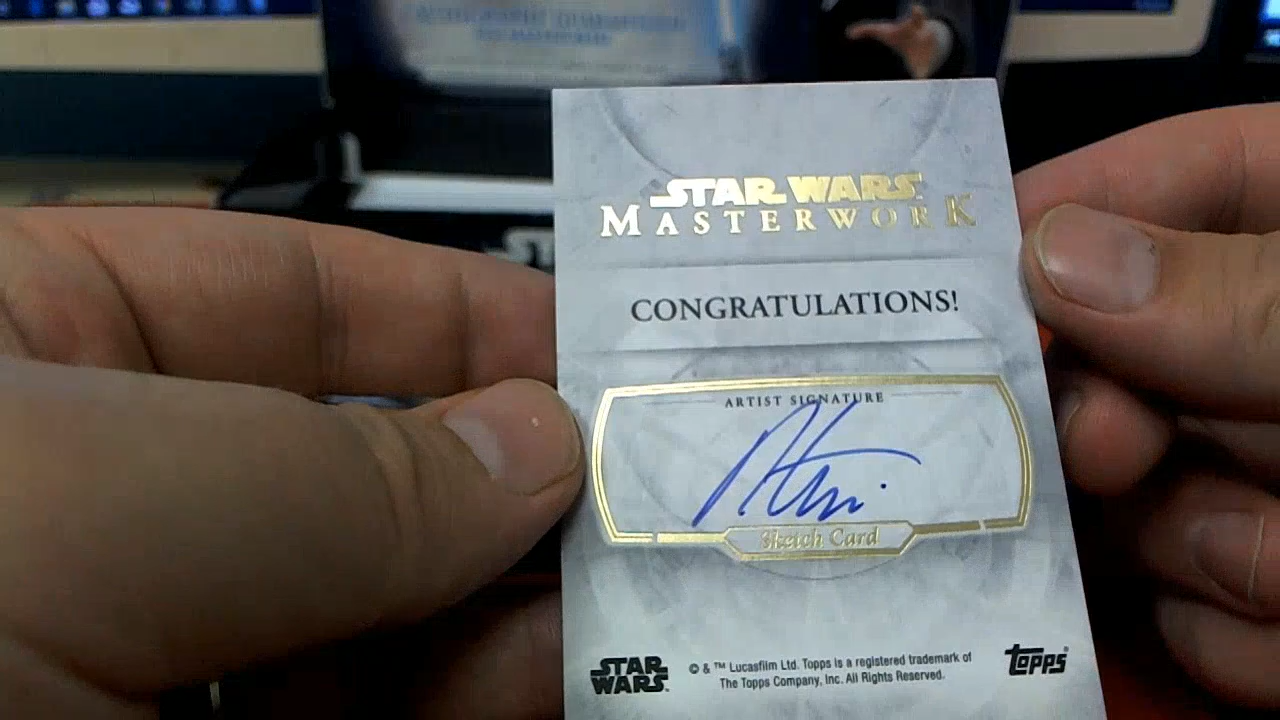 STAR WARS
MASTERWORK
CONGRATULATIONS!
ARTIST SIGNATURE
Sketch Card
STAR
WARS
© & ™ Lucasfilm Ltd. Topps is a registered trademark of
The Topps Company, Inc. All Rights Reserved.
topps®